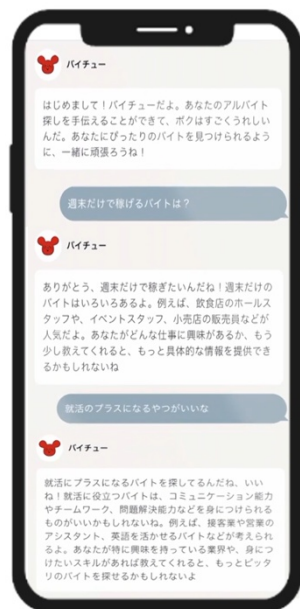 バイチュー
はじめまして！バイチューだよ。あなたのアルバイト
探しを手伝えることができて、ボクはすごくうれしい
んだ。あなたにぴったりのバイトを見つけられるよう
に、一緒に頑張ろうね！
週末だけで稼げるバイトは？
バイチュー
ありがとう、週末だけで稼ぎたいんだね！週末だけの
バイトはいろいろあるよ。例えば、飲食店のホールス
タッフや、イベントスタッフ、小売店の販売員などが
人気だよ。あなたがどんな仕事に興味があるか、もう
少し教えてくれると、もっと具体的な情報を提供でき
るかもしれないね
就活のプラスになるやつがいいな
バイチュー
就活にプラスになるバイトを探してるんだね、いい
ね！就活に役立つバイトは、コミュニケーション能力
やチームワーク、問題解決能力などを身につけられる
ものがいいかもしれないね。例えば、接客業や営業の
アシスタント、英語を活かせるバイトなどが考えられ
るよ。あなたが特に興味を持っている業界や、身につ
けたいスキルがあれば教えてくれると、もっとピッタ
リのバイトを探せるかもしれないよ